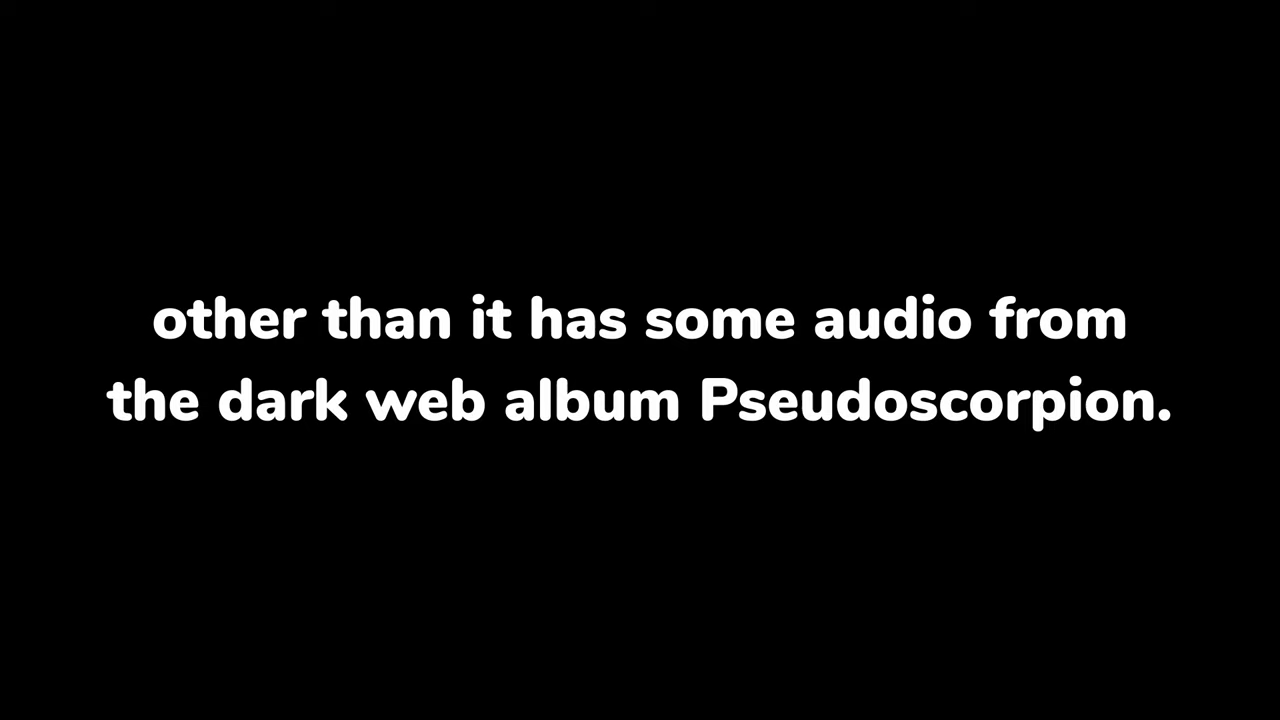 other than it has some audio from
the dark web album Pseudoscorpion.